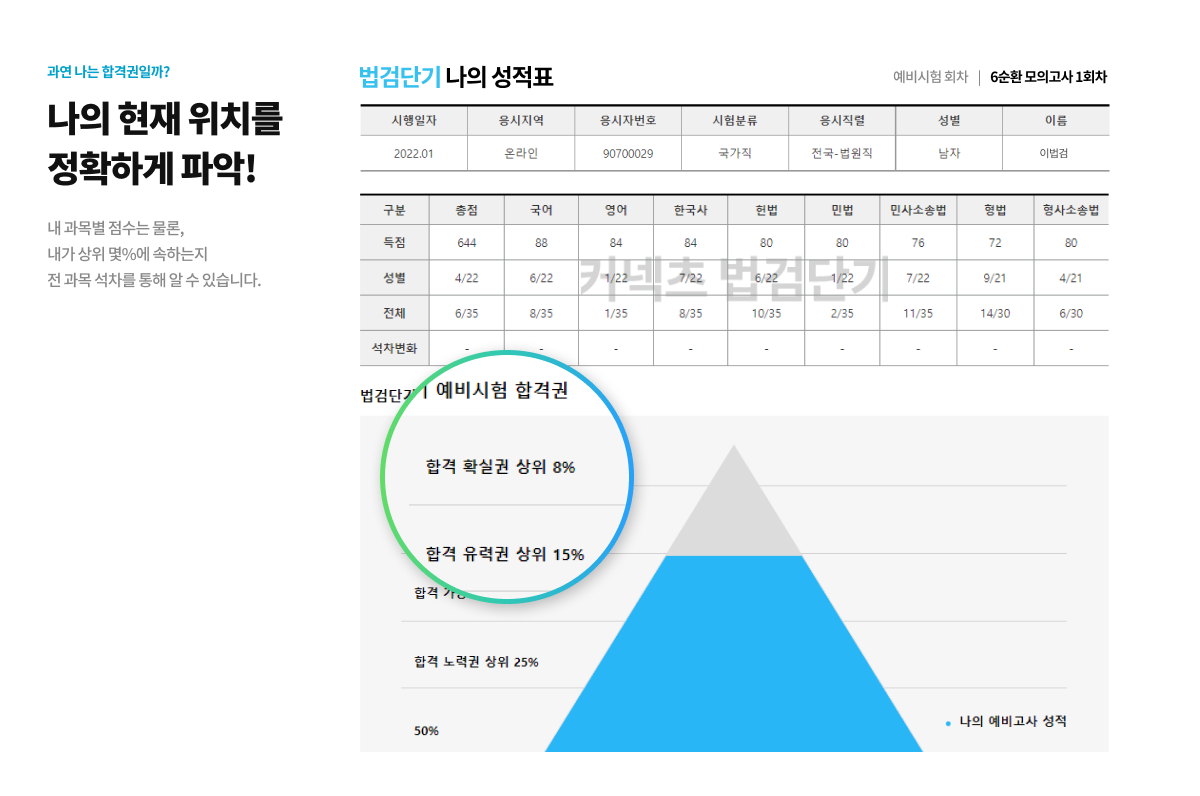 과연 나는 합격권일까?
나의 현재 위치를
정확하게 파악!
내 과목별 점수는 물론,
내가 상위 몇%에 속하는지
전 과목 석차를 통해 알 수 있습니다.
법검단기 나의 성적표
예비시험 회차 | 6순환 모의고사 1회차
시행일자 응시지역 응시자번호 시험분류 응시직렬 성별 이름
2022.01 온라인 90700029 국가직 전국-법원직 남자 이법검
구분 총점 국어 영어 한국사 헌법 민법 민사소송법 형법 형사소송법
득점 644 88 84 84 80 80 76 72 80
성별 4/22 6/22 1/22 7/22 6/22 1/22 7/22 9/21 4/21
커넥츠 법검단기
전체 6/35 8/35 1/35 8/35 10/35 2/35 11/35 14/30 6/30
석차변화 - - - - - - - - -
법검단기 예비시험 합격권
합격 확실권 상위 8%
합격 유력권 상위 15%
합격
합격 노력권 상위 25%
50%
나의 예비고사 성적